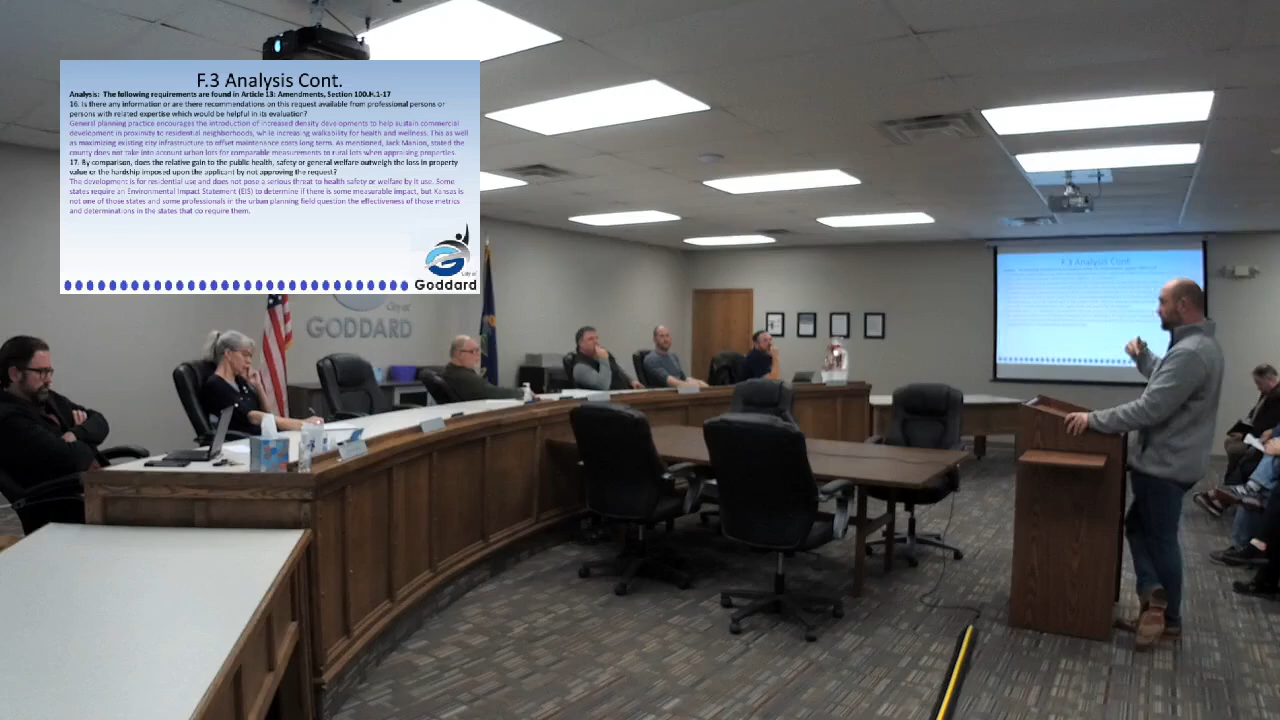 F.3 Analysis Cont.
Analysis: The following requirements are found in Article 13: Amendments, Section 100.F.1-17
16. Is there any information or are there recommendations on this request available from professional persons or
persons with related expertise which would be helpful in its evaluation?
General planning practice encourages the introduction of increased density developments to help sustain commercial
development in proximity to residential neighborhoods, while increasing walkability for health and wellness. This as well
as maximizing existing city infrastructure to offset maintenance costs long term. As mentioned, Jack Manion, stated the
county does not take into account urban lots for comparable measurements to rural lots when appraising properties.
17. By comparison, does the relative gain to the public health, safety or general welfare outweigh the loss in property
value or the hardship imposed upon the applicant by not approving the request?
The development is for residential use and does not pose a serious threat to health safety or welfare by it use. Some
states require an Environmental Impact Statement (EIS) to determine if there is some measurable impact, but Kansas is
not one of those states and some professionals in the urban planning field question the effectiveness of those metrics
and determinations in the states that do require them.
City of
Goddard
City of
GODDARD
F.3 Analysis Cont.